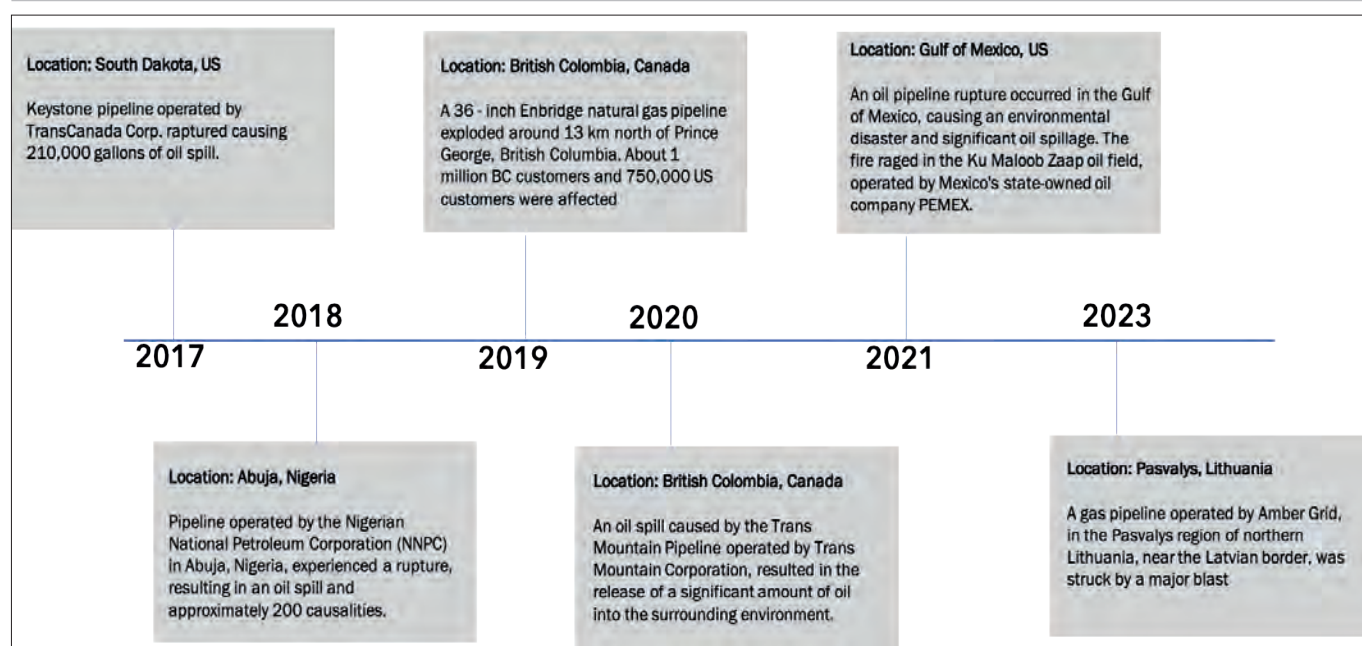 Location: South Dakota, US
Keystone pipeline operated by
TransCanada Corp. raptured causing
210,000 gallons of oil spill.
Location: British Colombia, Canada
A 36 - inch Enbridge natural gas pipeline
exploded around 13 km north of Prince
George, British Columbia. About 1
million BC customers and 750,000 US
customers were affected
Location: Gulf of Mexico, US
An oil pipeline rupture occurred in the Gulf
of Mexico, causing an environmental
disaster and significant oil spillage. The
fire raged in the Ku Maloob Zaap oil field,
operated by Mexico's state-owned oil
company PEMEX.
2018
2020
2023
2017
2019
2021
Location: Abuja, Nigeria
Pipeline operated by the Nigerian
National Petroleum Corporation (NNPC)
in Abuja, Nigeria, experienced a rupture,
resulting in an oil spill and
approximately 200 causalities.
Location: British Colombia, Canada
An oil spill caused by the Trans
Mountain Pipeline operated by Trans
Mountain Corporation, resulted in the
release of a significant amount of oil
into the surrounding environment.
Location: Pasvalys, Lithuania
A gas pipeline operated by Amber Grid,
in the Pasvalys region of northern
Lithuania, near the Latvian border, was
struck by a major blast